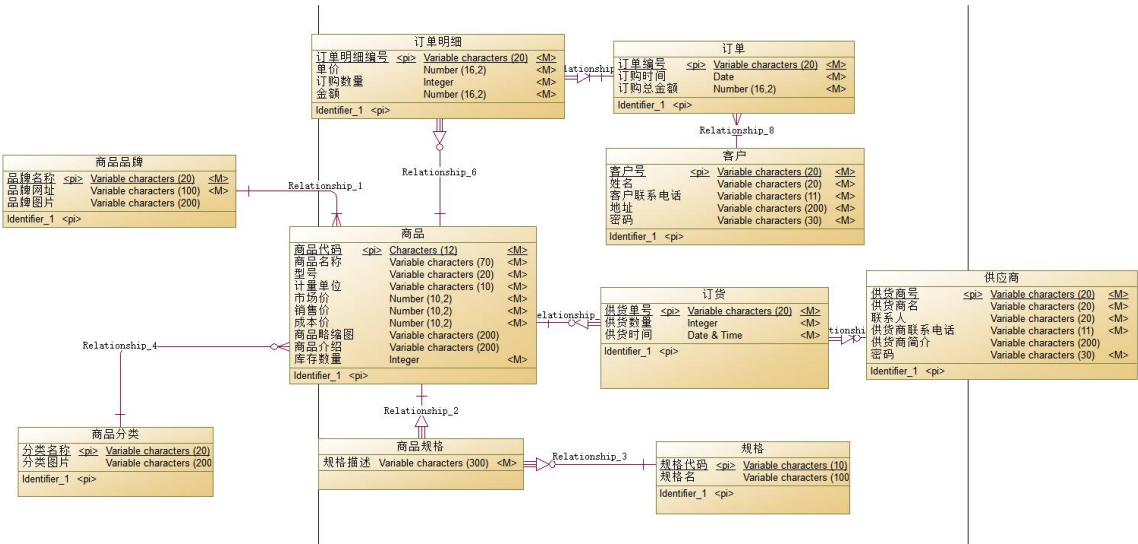 订单明细
订单明细编号 <pi> Variable characters (20) <M>
单价 Number (16,2) <M>
订购数量 Integer <M>
金额 Number (16,2) <M>
Identifier_1 <pi>
订单
订单编号 <pi> Variable characters (20) <M>
订购时间 Date <M>
订购总金额 Number (16,2) <M>
Identifier_1 <pi>
Relationship_8
客户
客户号 <pi> Variable characters (20) <M>
姓名 Variable characters (20) <M>
客户联系电话 Variable characters (11) <M>
地址 Variable characters (200) <M>
密码 Variable characters (30) <M>
Identifier_1 <pi>
Relationship_6
商品品牌
品牌名称 <pi> Variable characters (20) <M>
品牌网址 Variable characters (100) <M>
品牌图片 Variable characters (200)
Identifier_1 <pi>
Relationship_1
商品
商品代码 <pi> Characters (12) <M>
商品名称 Variable characters (70) <M>
型号 Variable characters (20) <M>
计量单位 Variable characters (10) <M>
市场价 Number (10,2) <M>
销售价 Number (10,2) <M>
成本价 Number (10,2) <M>
商品略缩图 Variable characters (200)
商品介绍 Variable characters (200)
库存数量 Integer <M>
Identifier_1 <pi>
elationship_
订货
供货单号 <pi> Variable characters (20) <M>
供货数量 Integer <M>
供货时间 Date & Time <M>
Identifier_1 <pi>
供应商
供货商号 <pi> Variable characters (20) <M>
供货商名 Variable characters (20) <M>
联系人 Variable characters (20) <M>
供货商联系电话 Variable characters (11) <M>
供货商简介 Variable characters (200)
密码 Variable characters (30) <M>
Identifier_1 <pi>
Relationship_4
Relationship_2
商品分类
分类名称 <pi> Variable characters (20)
分类图片 Variable characters (200
Identifier_1 <pi>
商品规格
规格描述 Variable characters (300) <M>
Relationship_3
规格
规格代码 <pi> Variable characters (10)
规格名 Variable characters (100
Identifier_1 <pi>